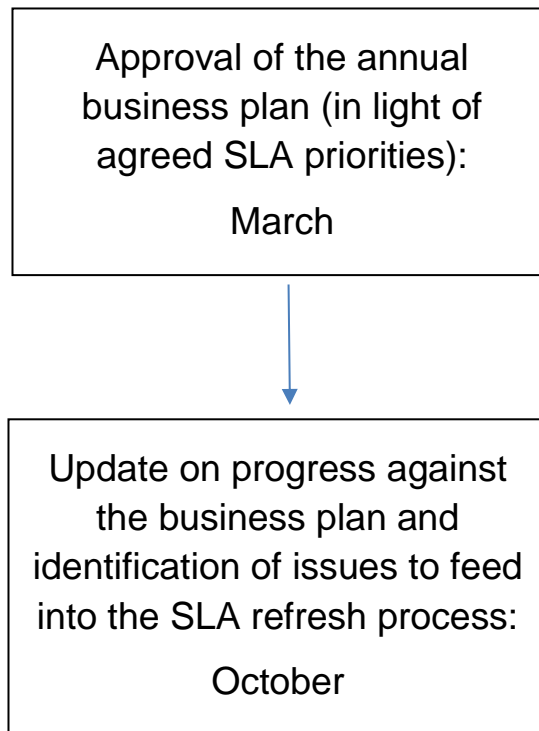 Approval of the annual
business plan (in light of
agreed SLA priorities):
March
Update on progress against
the business plan and
identification of issues to feed
into the SLA refresh process:
October